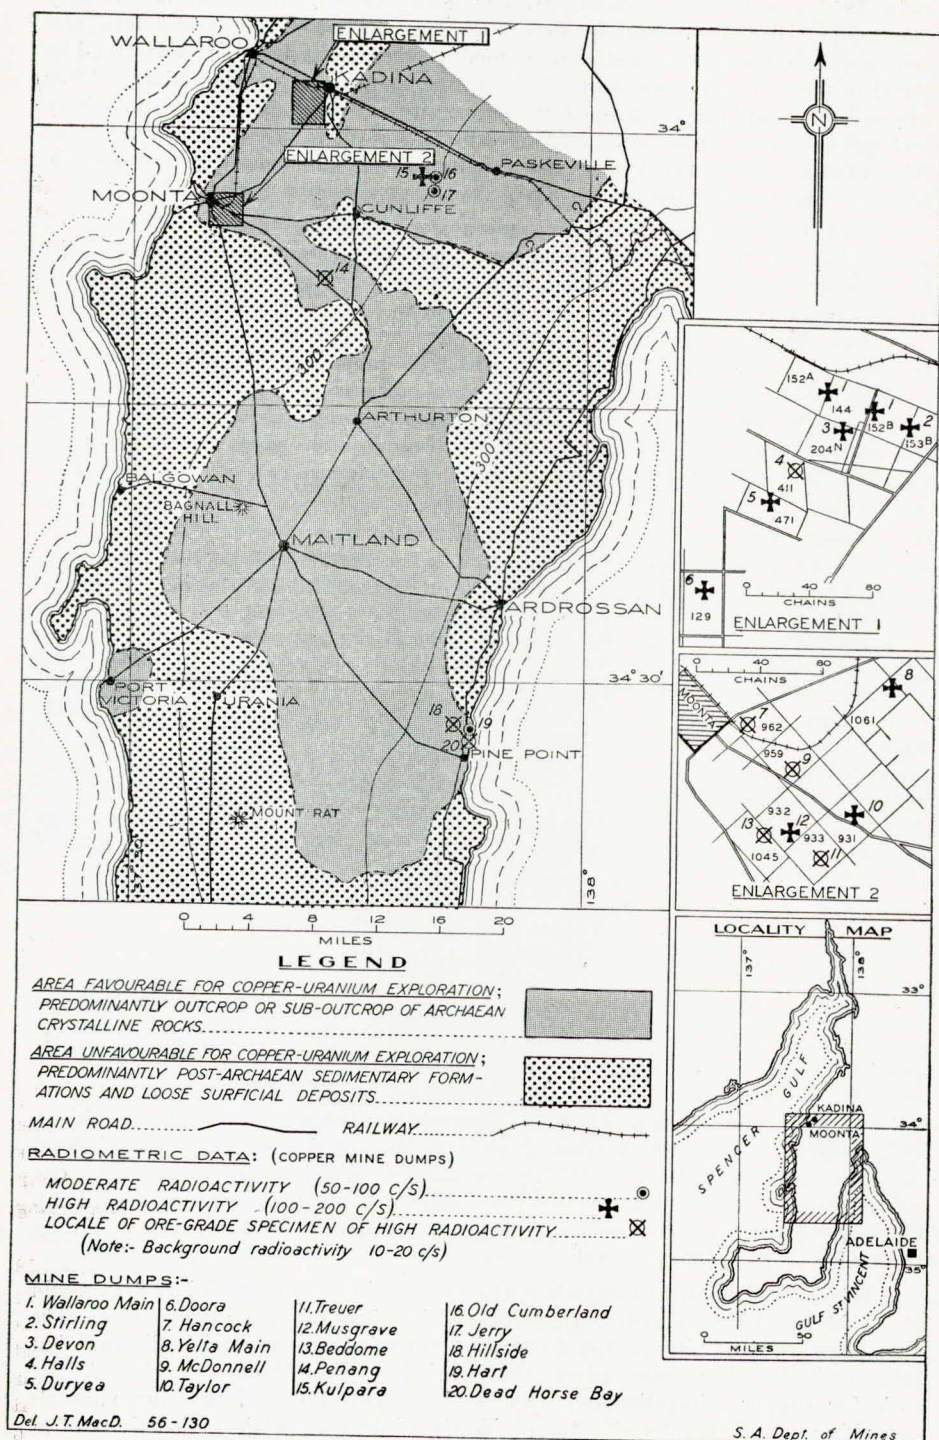 ENLARGEMENT 1
WALLAROO
KADINA
34°
ENLARGEMENT 2
15
16
PASKEVILLE
17
MOONTA
CUNLIFFE
14
300
ARTHURTON
300
BALGOWAN
BAGNALL
HILL
MAITLAND
ARDROSSAN
34° 30'
PORT
VICTORIA
URANIA
18
19
20
PINE POINT
MOUNT RAT
138°
0 4 8 12 16 20
MILES
N
152A
1
144
1
152B
2
153B
3
204N
4
411
5
471
6
129
0 40 80
CHAINS
ENLARGEMENT 1
0 40 80
CHAINS
8
MOONTA
7
962
1061
959
9
10
932
12
13
933
931
1045
11
ENLARGEMENT 2
LOCALITY MAP
137°
138°
33°
SPENCER GULF
KADINA
34°
MOONTA
ADELAIDE
35°
GULF ST VINCENT
0 50
MILES
LEGEND
AREA FAVOURABLE FOR COPPER-URANIUM EXPLORATION;
PREDOMINANTLY OUTCROP OR SUB-OUTCROP OF ARCHAEAN
CRYSTALLINE ROCKS
AREA UNFAVOURABLE FOR COPPER-URANIUM EXPLORATION;
PREDOMINANTLY POST-ARCHAEAN SEDIMENTARY FORM-
ATIONS AND LOOSE SURFICIAL DEPOSITS
MAIN ROAD RAILWAY
RADIOMETRIC DATA: (COPPER MINE DUMPS)
MODERATE RADIOACTIVITY (50-100 C/S)
HIGH RADIOACTIVITY (100-200 C/S)
LOCALE OF ORE-GRADE SPECIMEN OF HIGH RADIOACTIVITY
(Note:- Background radioactivity 10-20 c/s)
MINE DUMPS:-
1. Wallaroo Main
2. Stirling
3. Devon
4. Halls
5. Duryea
6. Doora
7. Hancock
8. Yelta Main
9. McDonnell
10. Taylor
11. Treuer
12. Musgrave
13. Beddome
14. Penang
15. Kulpara
16. Old Cumberland
17. Jerry
18. Hillside
19. Hart
20. Dead Horse Bay
Del. J. T. MacD. 56-130
S. A. Dept. of Mines